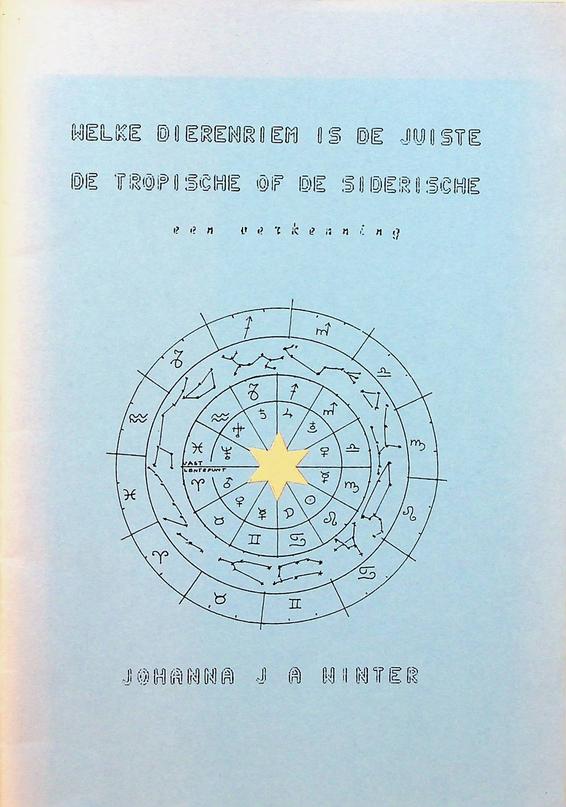 WELKE DIERENRIEM IS DE JUISTE
DE TROPISCHE OF DE SIDERISCHE
een verkenning
VAST
LENTEPUNT
JOHANNA J A WINTER